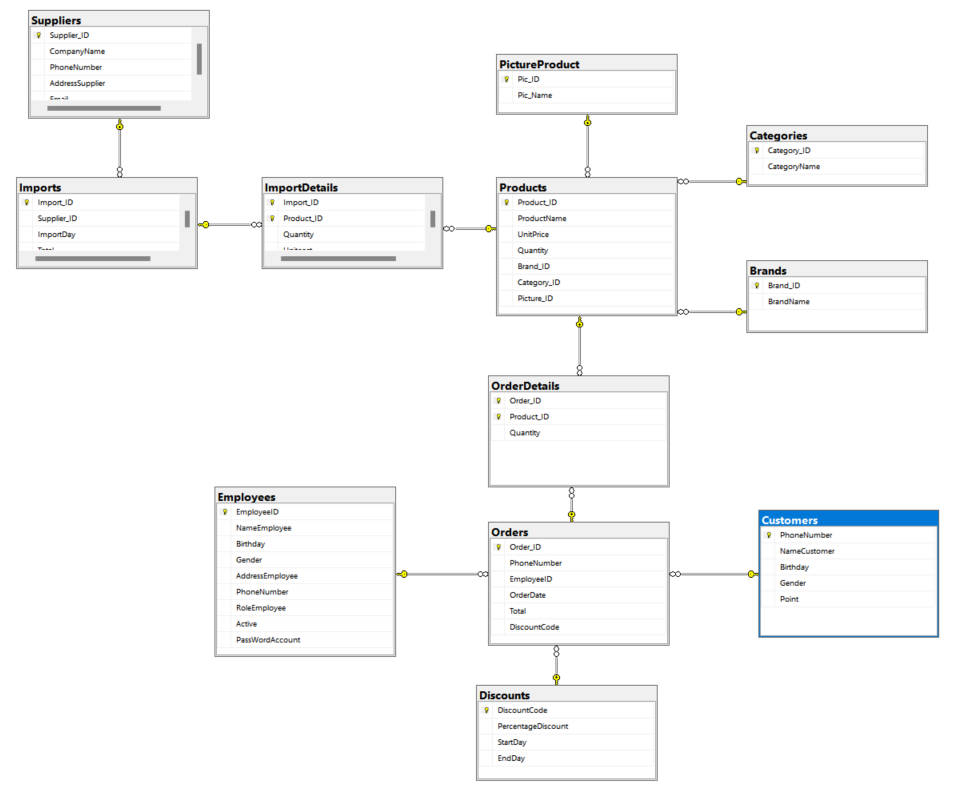 Suppliers
Supplier_ID
CompanyName
PhoneNumber
AddressSupplier
Email
PictureProduct
Pic_ID
Pic_Name
Categories
Category_ID
CategoryName
Imports
Import_ID
Supplier_ID
ImportDay
Total
ImportDetails
Import_ID
Product_ID
Quantity
Products
Product_ID
ProductName
UnitPrice
Quantity
Brand_ID
Category_ID
Picture_ID
Brands
Brand_ID
BrandName
OrderDetails
Order_ID
Product_ID
Quantity
Employees
EmployeeID
NameEmployee
Birthday
Gender
AddressEmployee
PhoneNumber
RoleEmployee
Active
PassWordAccount
Orders
Order_ID
PhoneNumber
EmployeeID
OrderDate
Total
DiscountCode
Customers
PhoneNumber
NameCustomer
Birthday
Gender
Point
Discounts
DiscountCode
PercentageDiscount
StartDay
EndDay